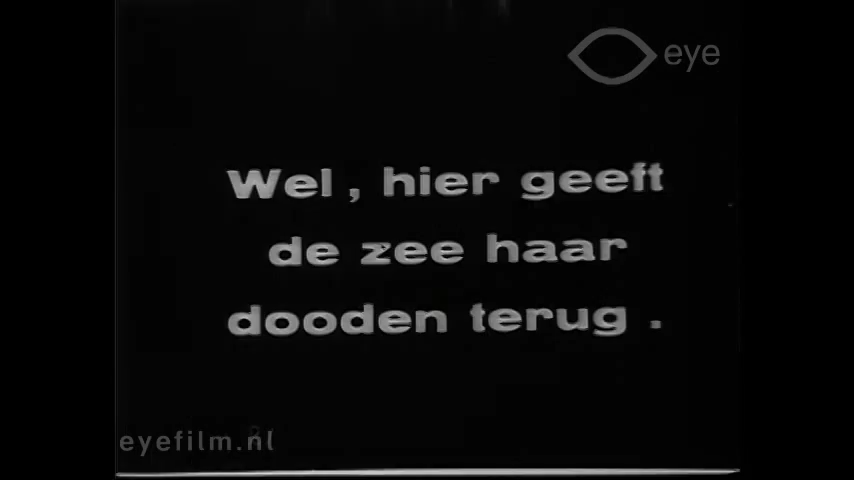 eye
Wel, hier geeft
de zee haar
dooden terug.
eyefilm.nl